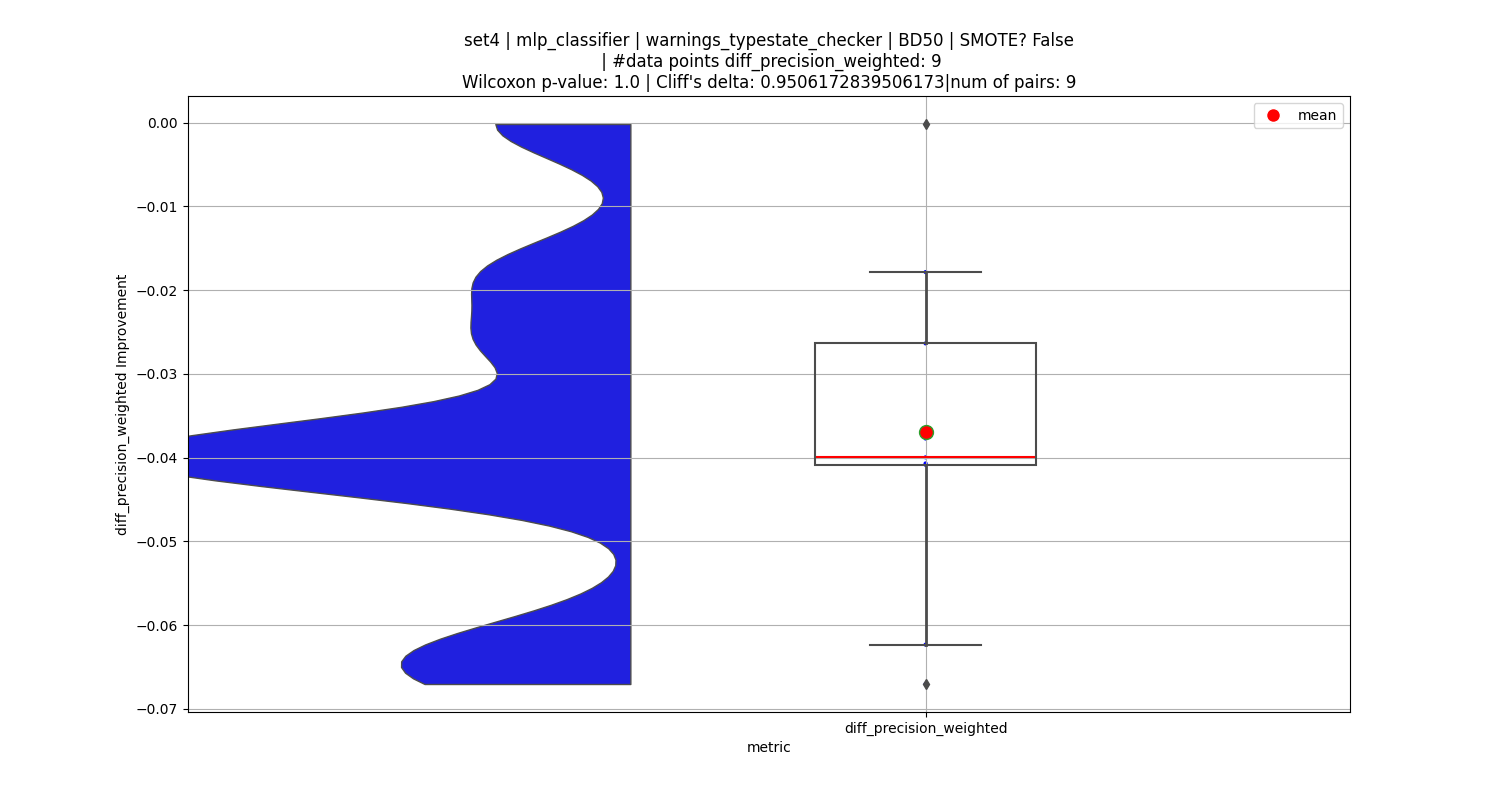 set4 | mlp_classifier | warnings_typestate_checker | BD50 | SMOTE? False
| #data points diff_precision_weighted: 9
Wilcoxon p-value: 1.0 | Cliff's delta: 0.9506172839506173|num of pairs: 9
mean
0.00
−0.01
−0.02
−0.03
−0.04
−0.05
−0.06
−0.07
diff_precision_weighted Improvement
diff_precision_weighted
metric